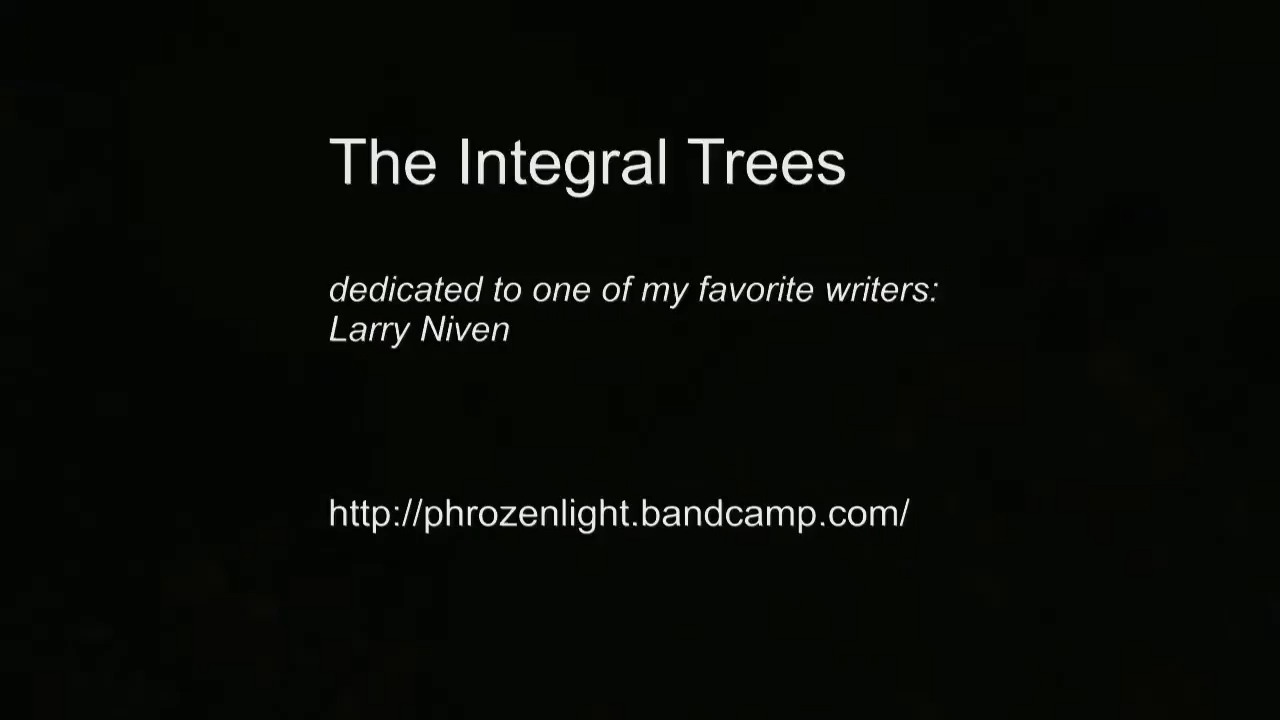 The Integral Trees
dedicated to one of my favorite writers:
Larry Niven
http://phrozenlight.bandcamp.com/